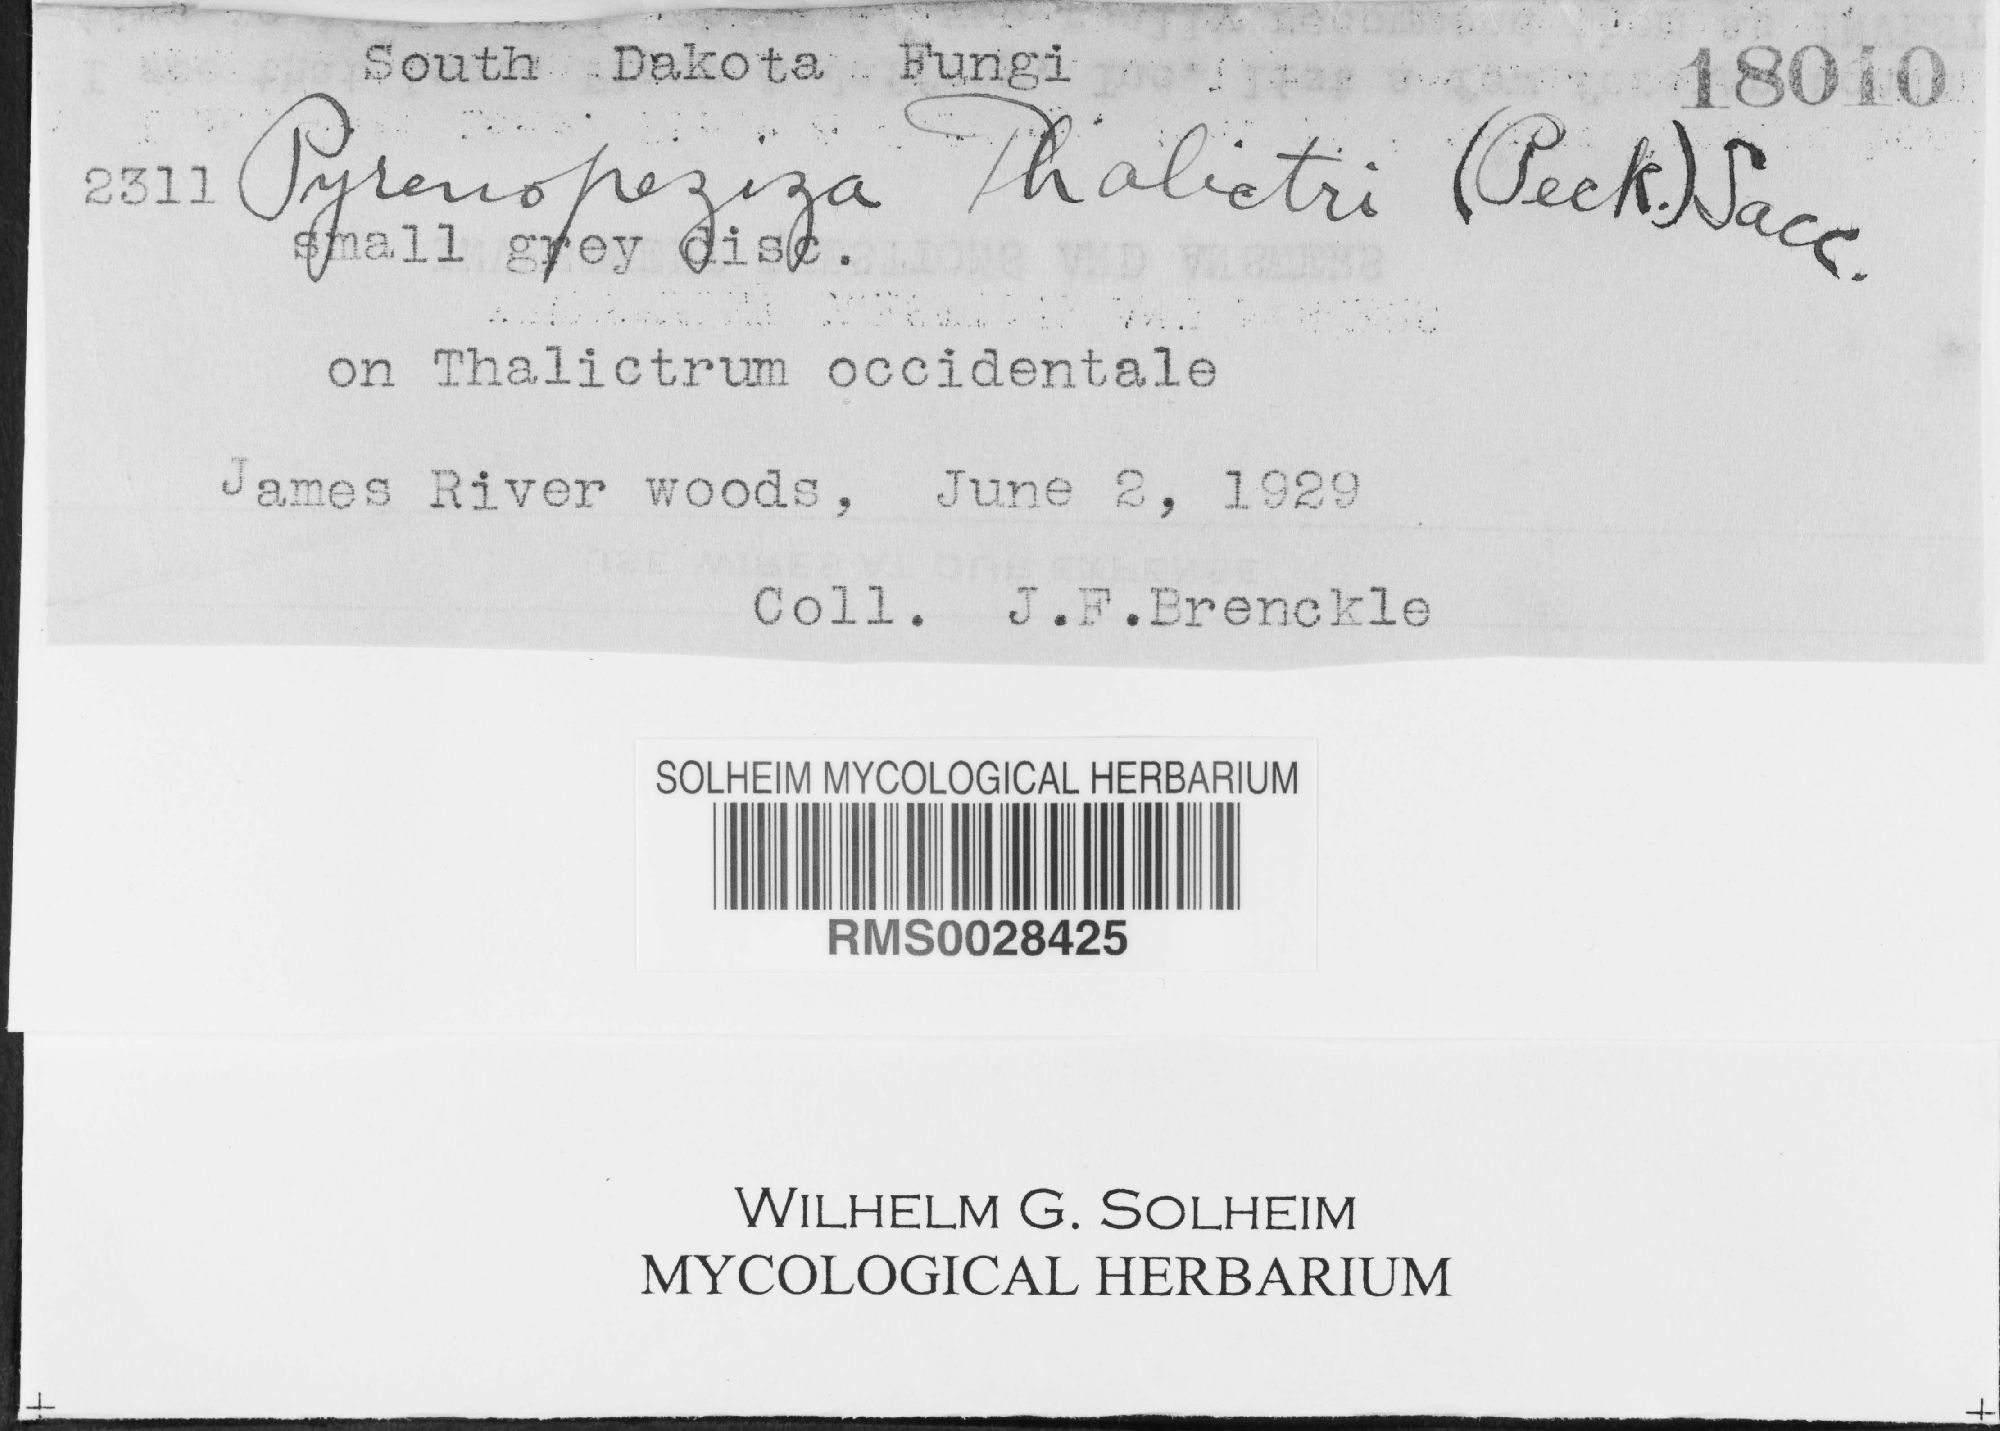 South Dakota Fungi 18010
2311 Pyrenopeziza Thalictri (Peck.) Sacc.
small grey disc.
on Thalictrum occidentale
James River woods, June 2, 1929
Coll. J.F.Brenckle
SOLHEIM MYCOLOGICAL HERBARIUM
RMS0028425
WILHELM G. SOLHEIM
MYCOLOGICAL HERBARIUM